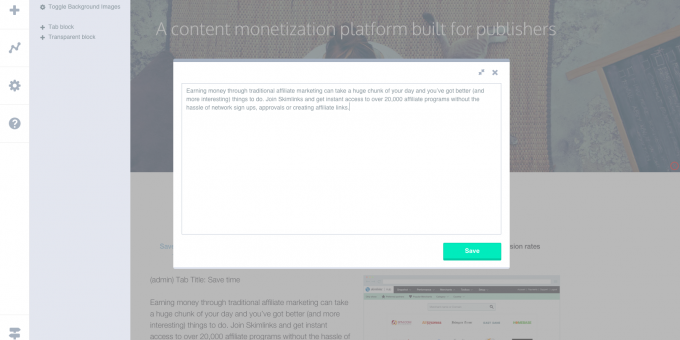 Toggle Background Images
Tab block
Transparent block
A content monetization platform built for publishers
Earning money through traditional affiliate marketing can take a huge chunk of your day and you've got better (and
more interesting) things to do. Join Skimlinks and get instant access to over 20,000 affiliate programs without the
hassle of network sign ups, approvals or creating affiliate links.
Save
sion rates
(admin) Tab Title: Save time
Earning money through traditional affiliate marketing can take
a huge chunk of your day and you've got better (and more
interesting) things to do. Join Skimlinks and get instant
access to over 20,000 affiliate programs without the hassle of